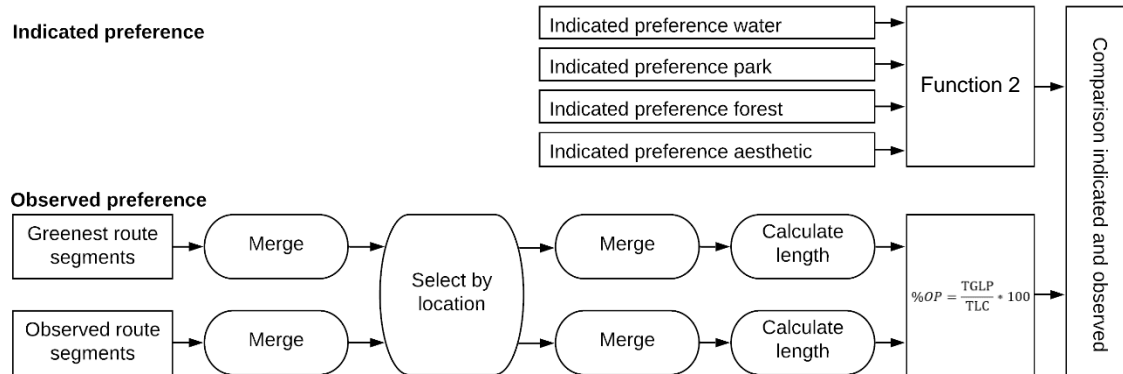 Indicated preference
Indicated preference water
Indicated preference park
Indicated preference forest
Indicated preference aesthetic
Function 2
Comparison indicated and observed
Observed preference
Greenest route
segments
Merge
Select by
location
Merge
Calculate
length
%OP = TGLP/TLC * 100
Observed route
segments
Merge
Merge
Calculate
length